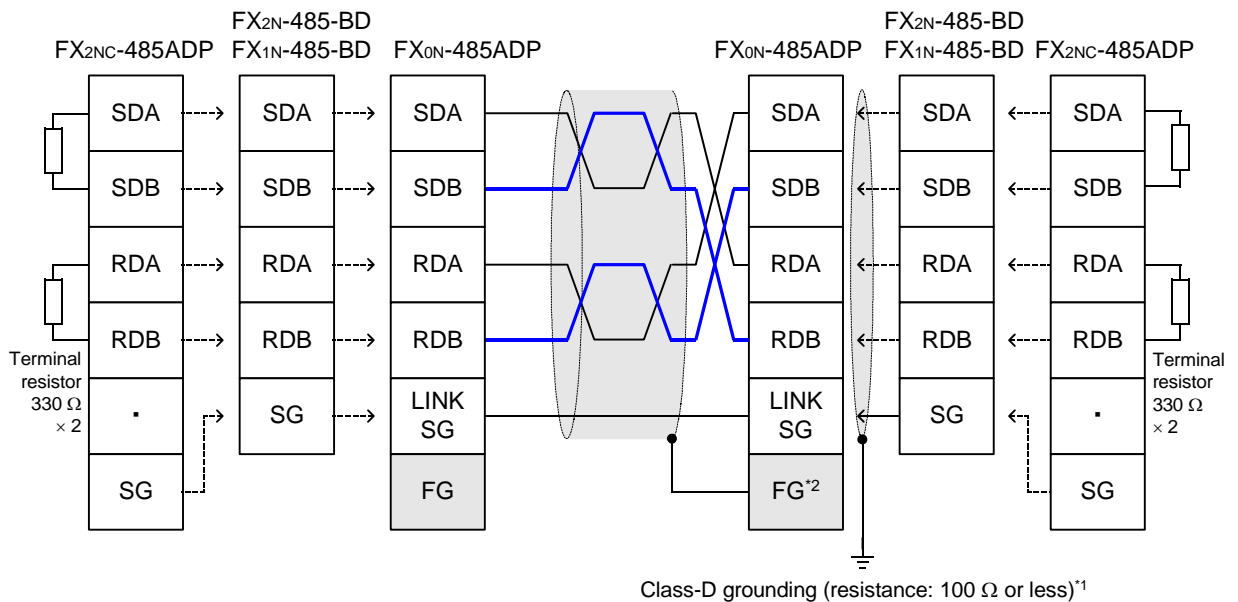 FX2N-485-BD
FX2NC-485ADP FX1N-485-BD FX0N-485ADP
FX2N-485-BD
FX0N-485ADP FX1N-485-BD FX2NC-485ADP
SDA SDA SDA SDA SDA SDA
SDB SDB SDB SDB SDB SDB
RDA RDA RDA RDA RDA RDA
RDB RDB RDB RDB RDB RDB
Terminal
resistor
330 Ω
× 2
· SG LINK
SG
LINK
SG
SG ·
Terminal
resistor
330 Ω
× 2
SG FG FG*2 SG
Class-D grounding (resistance: 100 Ω or less)*1